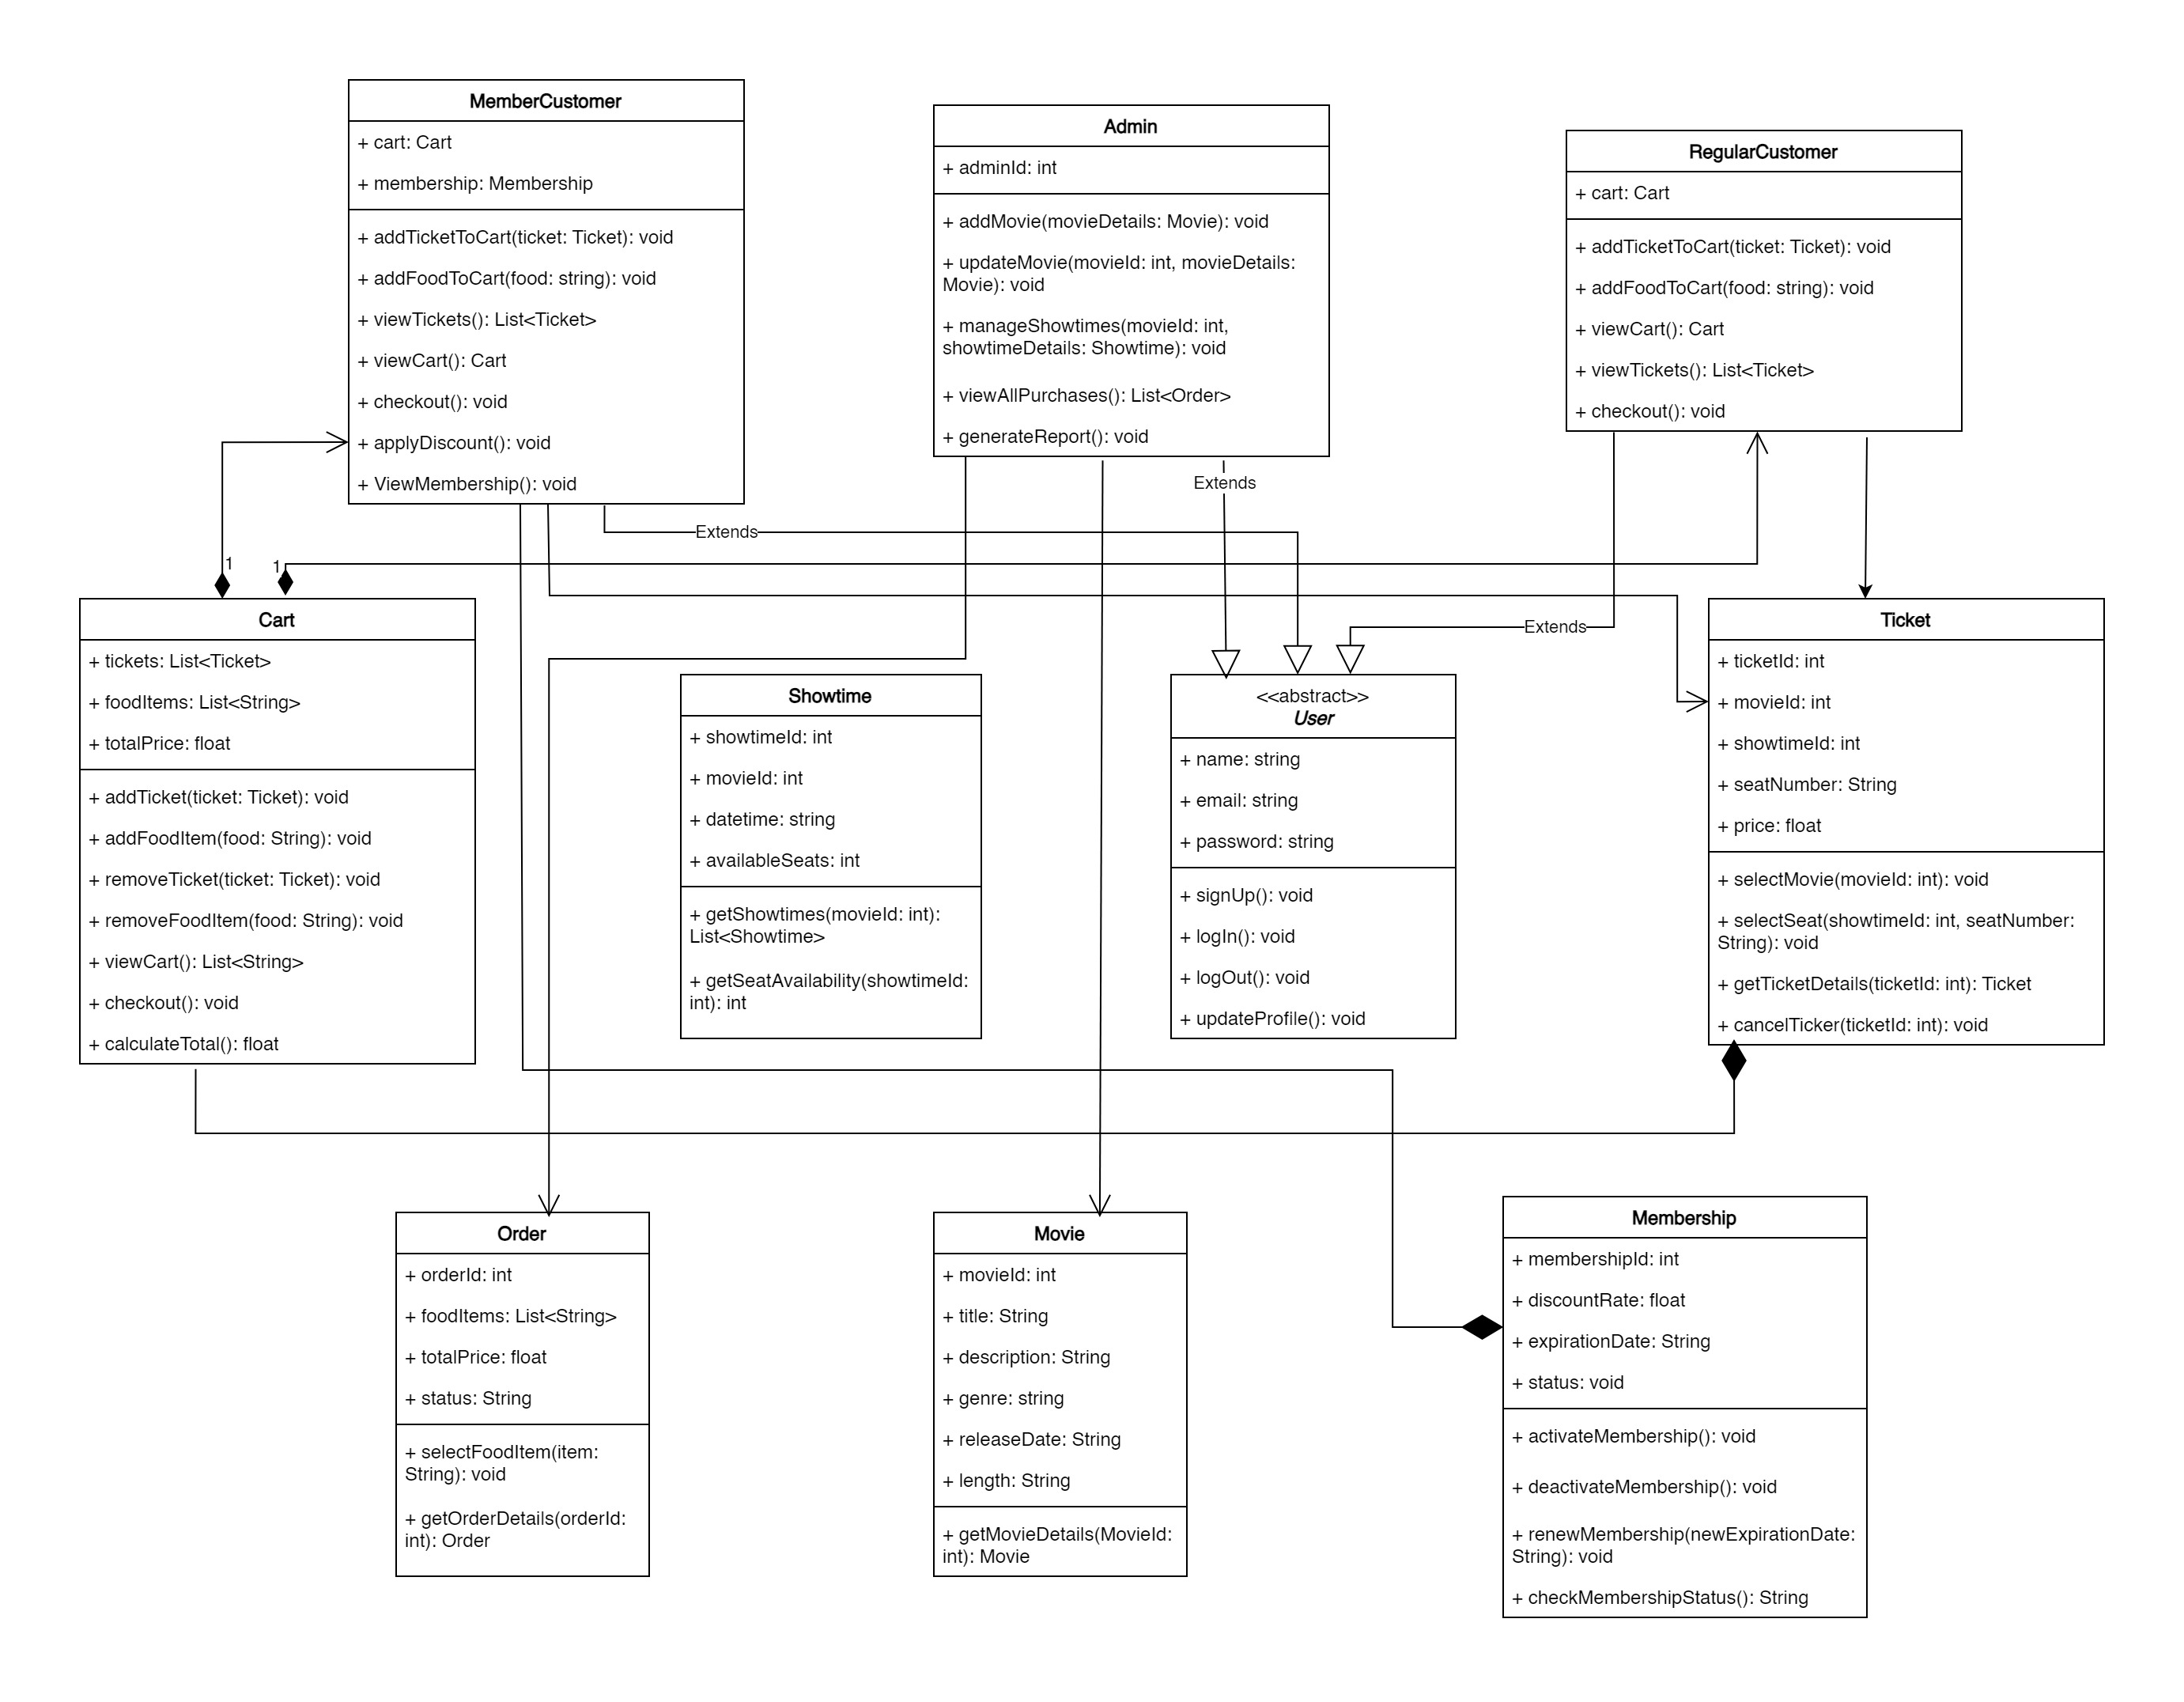 MemberCustomer
+ cart: Cart
+ membership: Membership
+ addTicketToCart(ticket: Ticket): void
+ addFoodToCart(food: string): void
+ viewTickets(): List<Ticket>
+ viewCart(): Cart
+ checkout(): void
+ applyDiscount(): void
+ ViewMembership(): void
Admin
+ adminId: int
+ addMovie(movieDetails: Movie): void
+ updateMovie(movieId: int, movieDetails:
Movie): void
+ manageShowtimes(movieId: int,
showtimeDetails: Showtime): void
+ viewAllPurchases(): List<Order>
+ generateReport(): void
RegularCustomer
+ cart: Cart
+ addTicketToCart(ticket: Ticket): void
+ addFoodToCart(food: string): void
+ viewCart(): Cart
+ viewTickets(): List<Ticket>
+ checkout(): void
Extends
Extends
1
1
Extends
Cart
+ tickets: List<Ticket>
+ foodItems: List<String>
+ totalPrice: float
+ addTicket(ticket: Ticket): void
+ addFoodItem(food: String): void
+ removeTicket(ticket: Ticket): void
+ removeFoodItem(food: String): void
+ viewCart(): List<String>
+ checkout(): void
+ calculateTotal(): float
Showtime
+ showtimeId: int
+ movieId: int
+ datetime: string
+ availableSeats: int
+ getShowtimes(movieId: int):
List<Showtime>
+ getSeatAvailability(showtimeId:
int): int
<<abstract>>
User
+ name: string
+ email: string
+ password: string
+ signUp(): void
+ logIn(): void
+ logOut(): void
+ updateProfile(): void
Ticket
+ ticketId: int
+ movieId: int
+ showtimeId: int
+ seatNumber: String
+ price: float
+ selectMovie(movieId: int): void
+ selectSeat(showtimeId: int, seatNumber:
String): void
+ getTicketDetails(ticketId: int): Ticket
+ cancelTicker(ticketId: int): void
Order
+ orderId: int
+ foodItems: List<String>
+ totalPrice: float
+ status: String
+ selectFoodItem(item:
String): void
+ getOrderDetails(orderId:
int): Order
Movie
+ movieId: int
+ title: String
+ description: String
+ genre: string
+ releaseDate: String
+ length: String
+ getMovieDetails(MovieId:
int): Movie
Membership
+ membershipId: int
+ discountRate: float
+ expirationDate: String
+ status: void
+ activateMembership(): void
+ deactivateMembership(): void
+ renewMembership(newExpirationDate:
String): void
+ checkMembershipStatus(): String